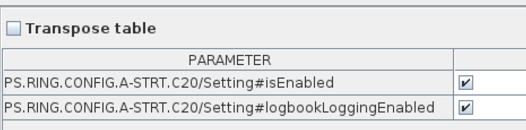 Transpose table
PARAMETER
PS.RING.CONFIG.A-STRT.C20/Setting#isEnabled
PS.RING.CONFIG.A-STRT.C20/Setting#logbookLoggingEnabled